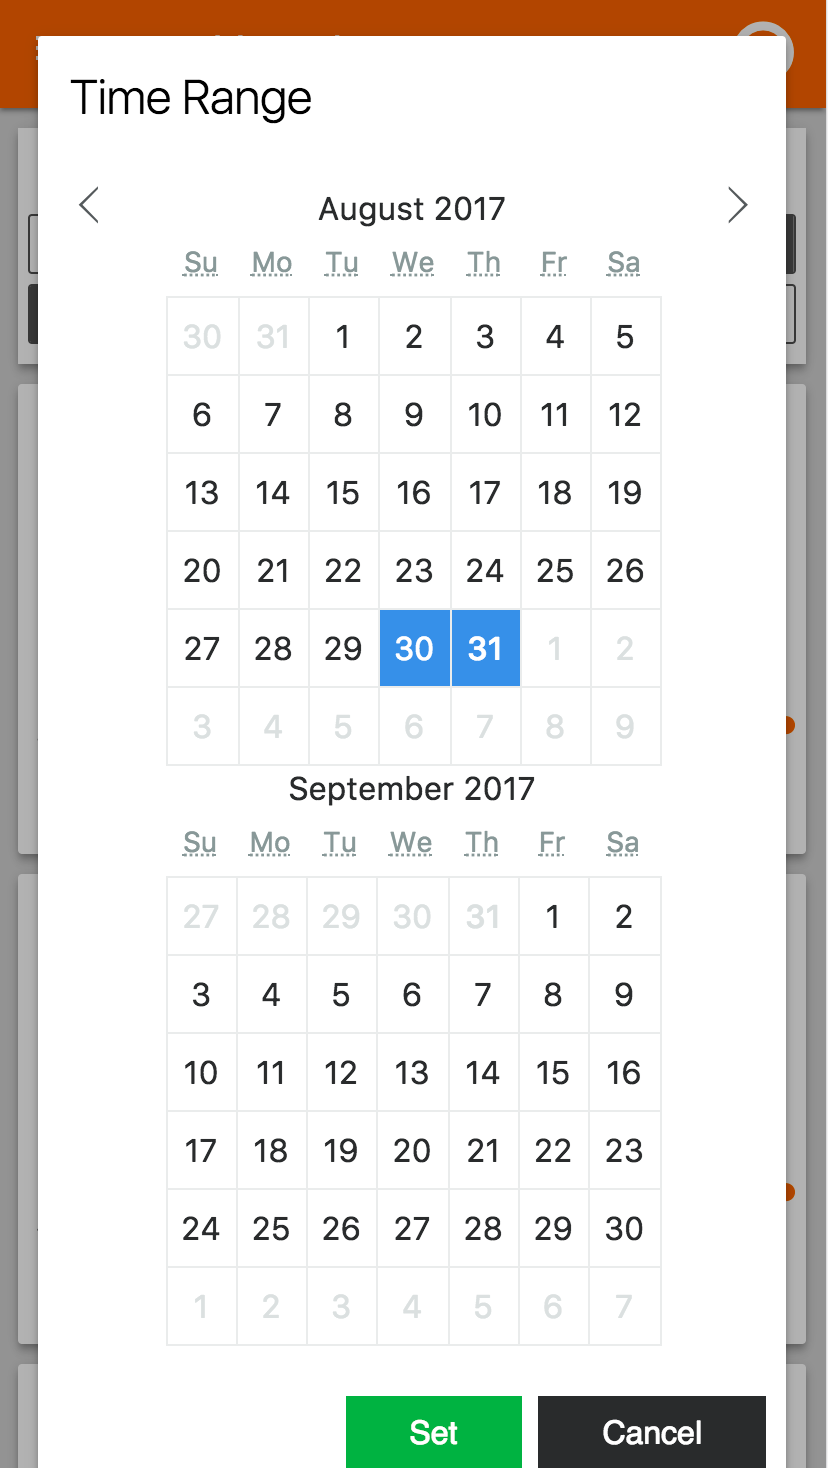 Time Range
August 2017
Su Mo Tu We Th Fr Sa
30 31 1 2 3 4 5
6 7 8 9 10 11 12
13 14 15 16 17 18 19
20 21 22 23 24 25 26
27 28 29 30 31 1 2
3 4 5 6 7 8 9
September 2017
Su Mo Tu We Th Fr Sa
27 28 29 30 31 1 2
3 4 5 6 7 8 9
10 11 12 13 14 15 16
17 18 19 20 21 22 23
24 25 26 27 28 29 30
1 2 3 4 5 6 7
Set Cancel